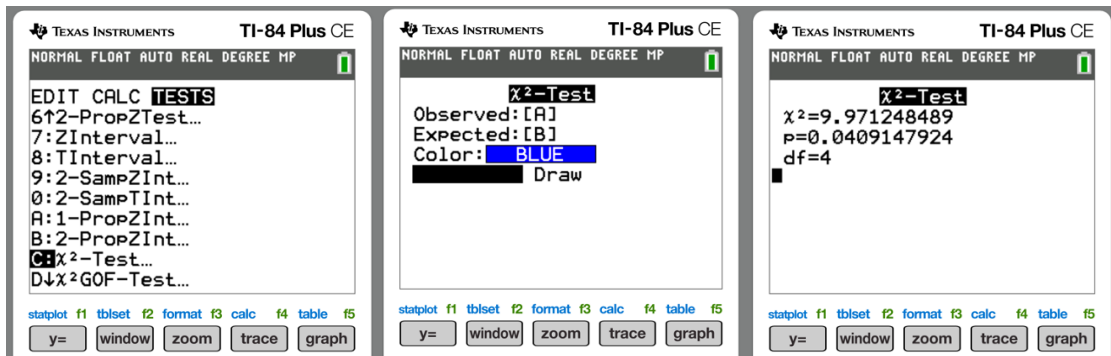 TEXAS INSTRUMENTS TI-84 Plus CE
NORMAL FLOAT AUTO REAL DEGREE MP
EDIT CALC TESTS
6↑2-PropZTest…
7:ZInterval…
8:TInterval…
9:2-SampZInt…
0:2-SampTInt…
A:1-PropZInt…
B:2-PropZInt…
C:χ²-Test…
D↓χ²GOF-Test…
statplot f1 tblset f2 format f3 calc f4 table f5
y= window zoom trace graph
TEXAS INSTRUMENTS TI-84 Plus CE
NORMAL FLOAT AUTO REAL DEGREE MP
χ²-Test
Observed:[A]
Expected:[B]
Color: BLUE
Draw
statplot f1 tblset f2 format f3 calc f4 table f5
y= window zoom trace graph
TEXAS INSTRUMENTS TI-84 Plus CE
NORMAL FLOAT AUTO REAL DEGREE MP
χ²-Test
χ²=9.971248489
p=0.0409147924
df=4
statplot f1 tblset f2 format f3 calc f4 table f5
y= window zoom trace graph